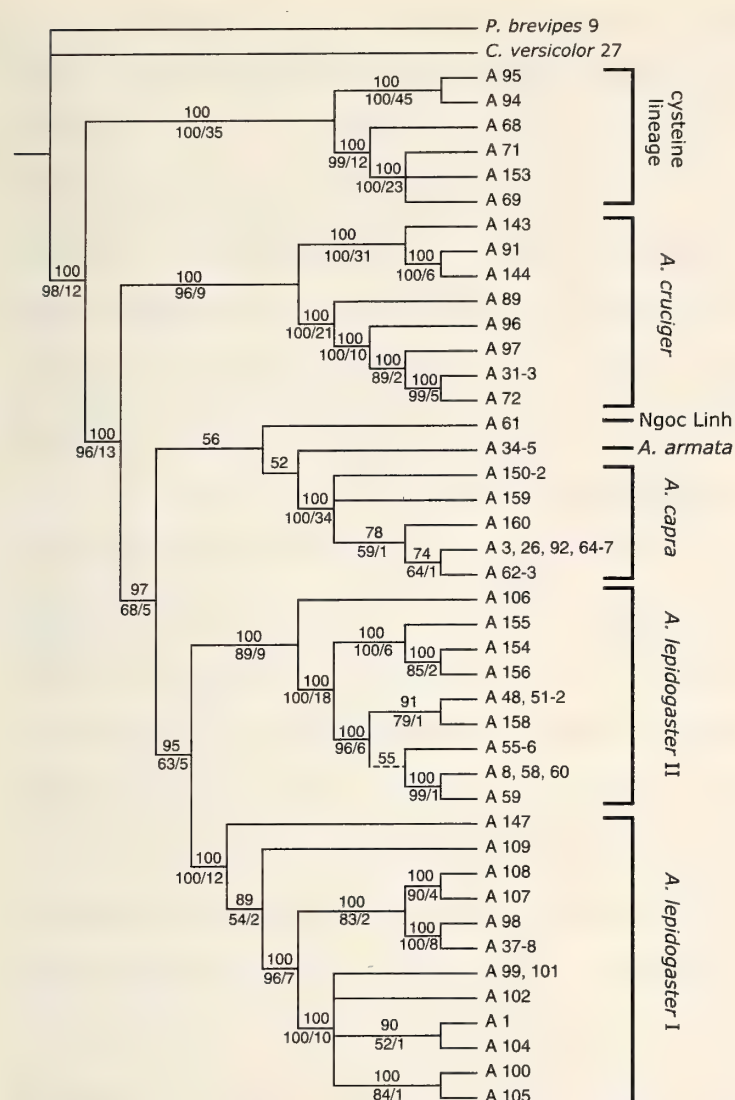 P. brevipes 9
C. versicolor 27
A 95
100
100/45
A 94
100
100/35
A 68
100
99/12
A 71
100
100/23
A 153
A 69
cysteine
lineage
A 143
100
100/31
A 91
100
100/6
A 144
100
98/12
100
96/9
A 89
100
100/21
A 96
100
100/10
A 97
100
89/2
A 31-3
100
99/5
A 72
A. cruciger
A 61
Ngoc Linh
100
96/13
56
A 34-5
A. armata
52
A 150-2
100
100/34
A 159
A 160
78
59/1
A 3, 26, 92, 64-7
74
64/1
A 62-3
A. capra
97
68/5
A 106
A 155
100
89/9
100
100/6
A 154
100
85/2
A 156
100
100/18
A 48, 51-2
91
79/1
A 158
100
96/6
A 55-6
55
A 8, 58, 60
100
99/1
A 59
A. lepidogaster II
95
63/5
A 147
A 109
100
100/12
A 108
100
90/4
A 107
89
54/2
100
83/2
A 98
100
100/8
A 37-8
100
96/7
A 99, 101
A 102
100
100/10
A 1
90
52/1
A 104
A 100
100
84/1
A 105
A. lepidogaster I